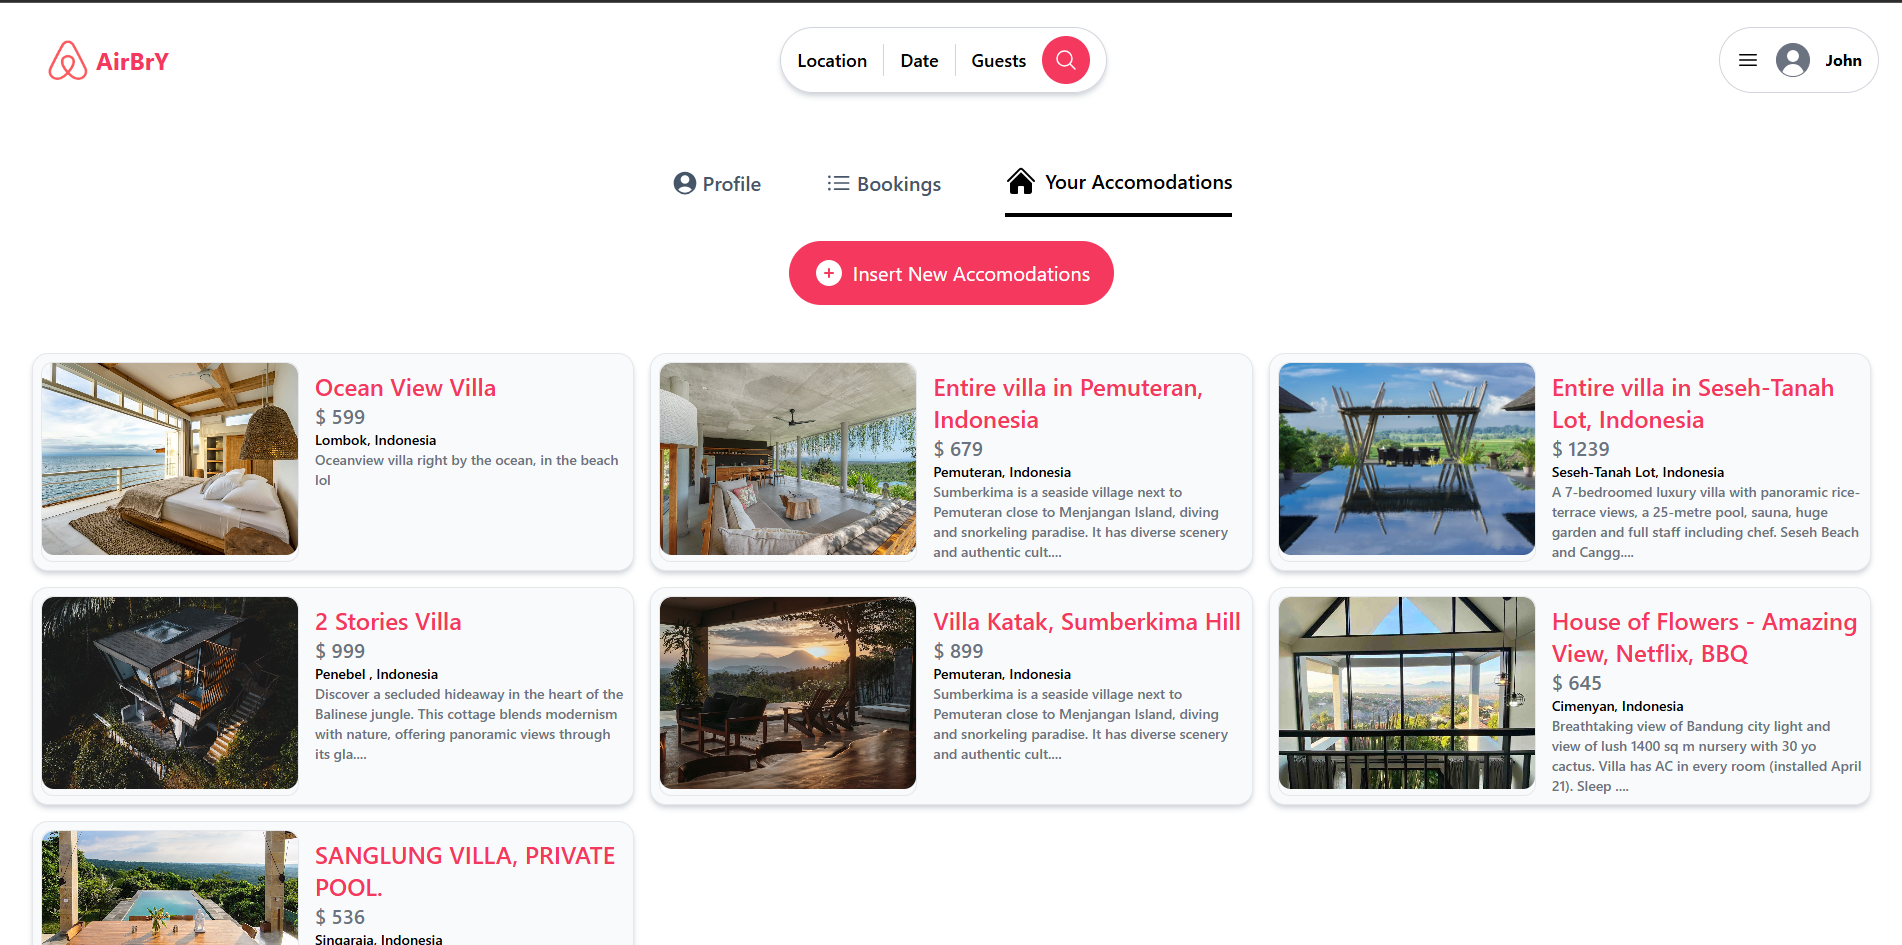 AirBrY
Location
Date
Guests
John
Profile
Bookings
Your Accomodations
Insert New Accomodations
Ocean View Villa
$ 599
Lombok, Indonesia
Oceanview villa right by the ocean, in the beach
lol
Entire villa in Pemuteran,
Indonesia
$ 679
Pemuteran, Indonesia
Sumberkima is a seaside village next to
Pemuteran close to Menjangan Island, diving
and snorkeling paradise. It has diverse scenery
and authentic cult....
Entire villa in Seseh-Tanah
Lot, Indonesia
$ 1239
Seseh-Tanah Lot, Indonesia
A 7-bedroomed luxury villa with panoramic rice-
terrace views, a 25-metre pool, sauna, huge
garden and full staff including chef. Seseh Beach
and Cangg....
2 Stories Villa
$ 999
Penebel , Indonesia
Discover a secluded hideaway in the heart of the
Balinese jungle. This cottage blends modernism
with nature, offering panoramic views through
its gla....
Villa Katak, Sumberkima Hill
$ 899
Pemuteran, Indonesia
Sumberkima is a seaside village next to
Pemuteran close to Menjangan Island, diving
and snorkeling paradise. It has diverse scenery
and authentic cult....
House of Flowers - Amazing
View, Netflix, BBQ
$ 645
Cimenyan, Indonesia
Breathtaking view of Bandung city light and
view of lush 1400 sq m nursery with 30 yo
cactus. Villa has AC in every room (installed April
21). Sleep ....
SANGLUNG VILLA, PRIVATE
POOL.
$ 536
Singaraja, Indonesia